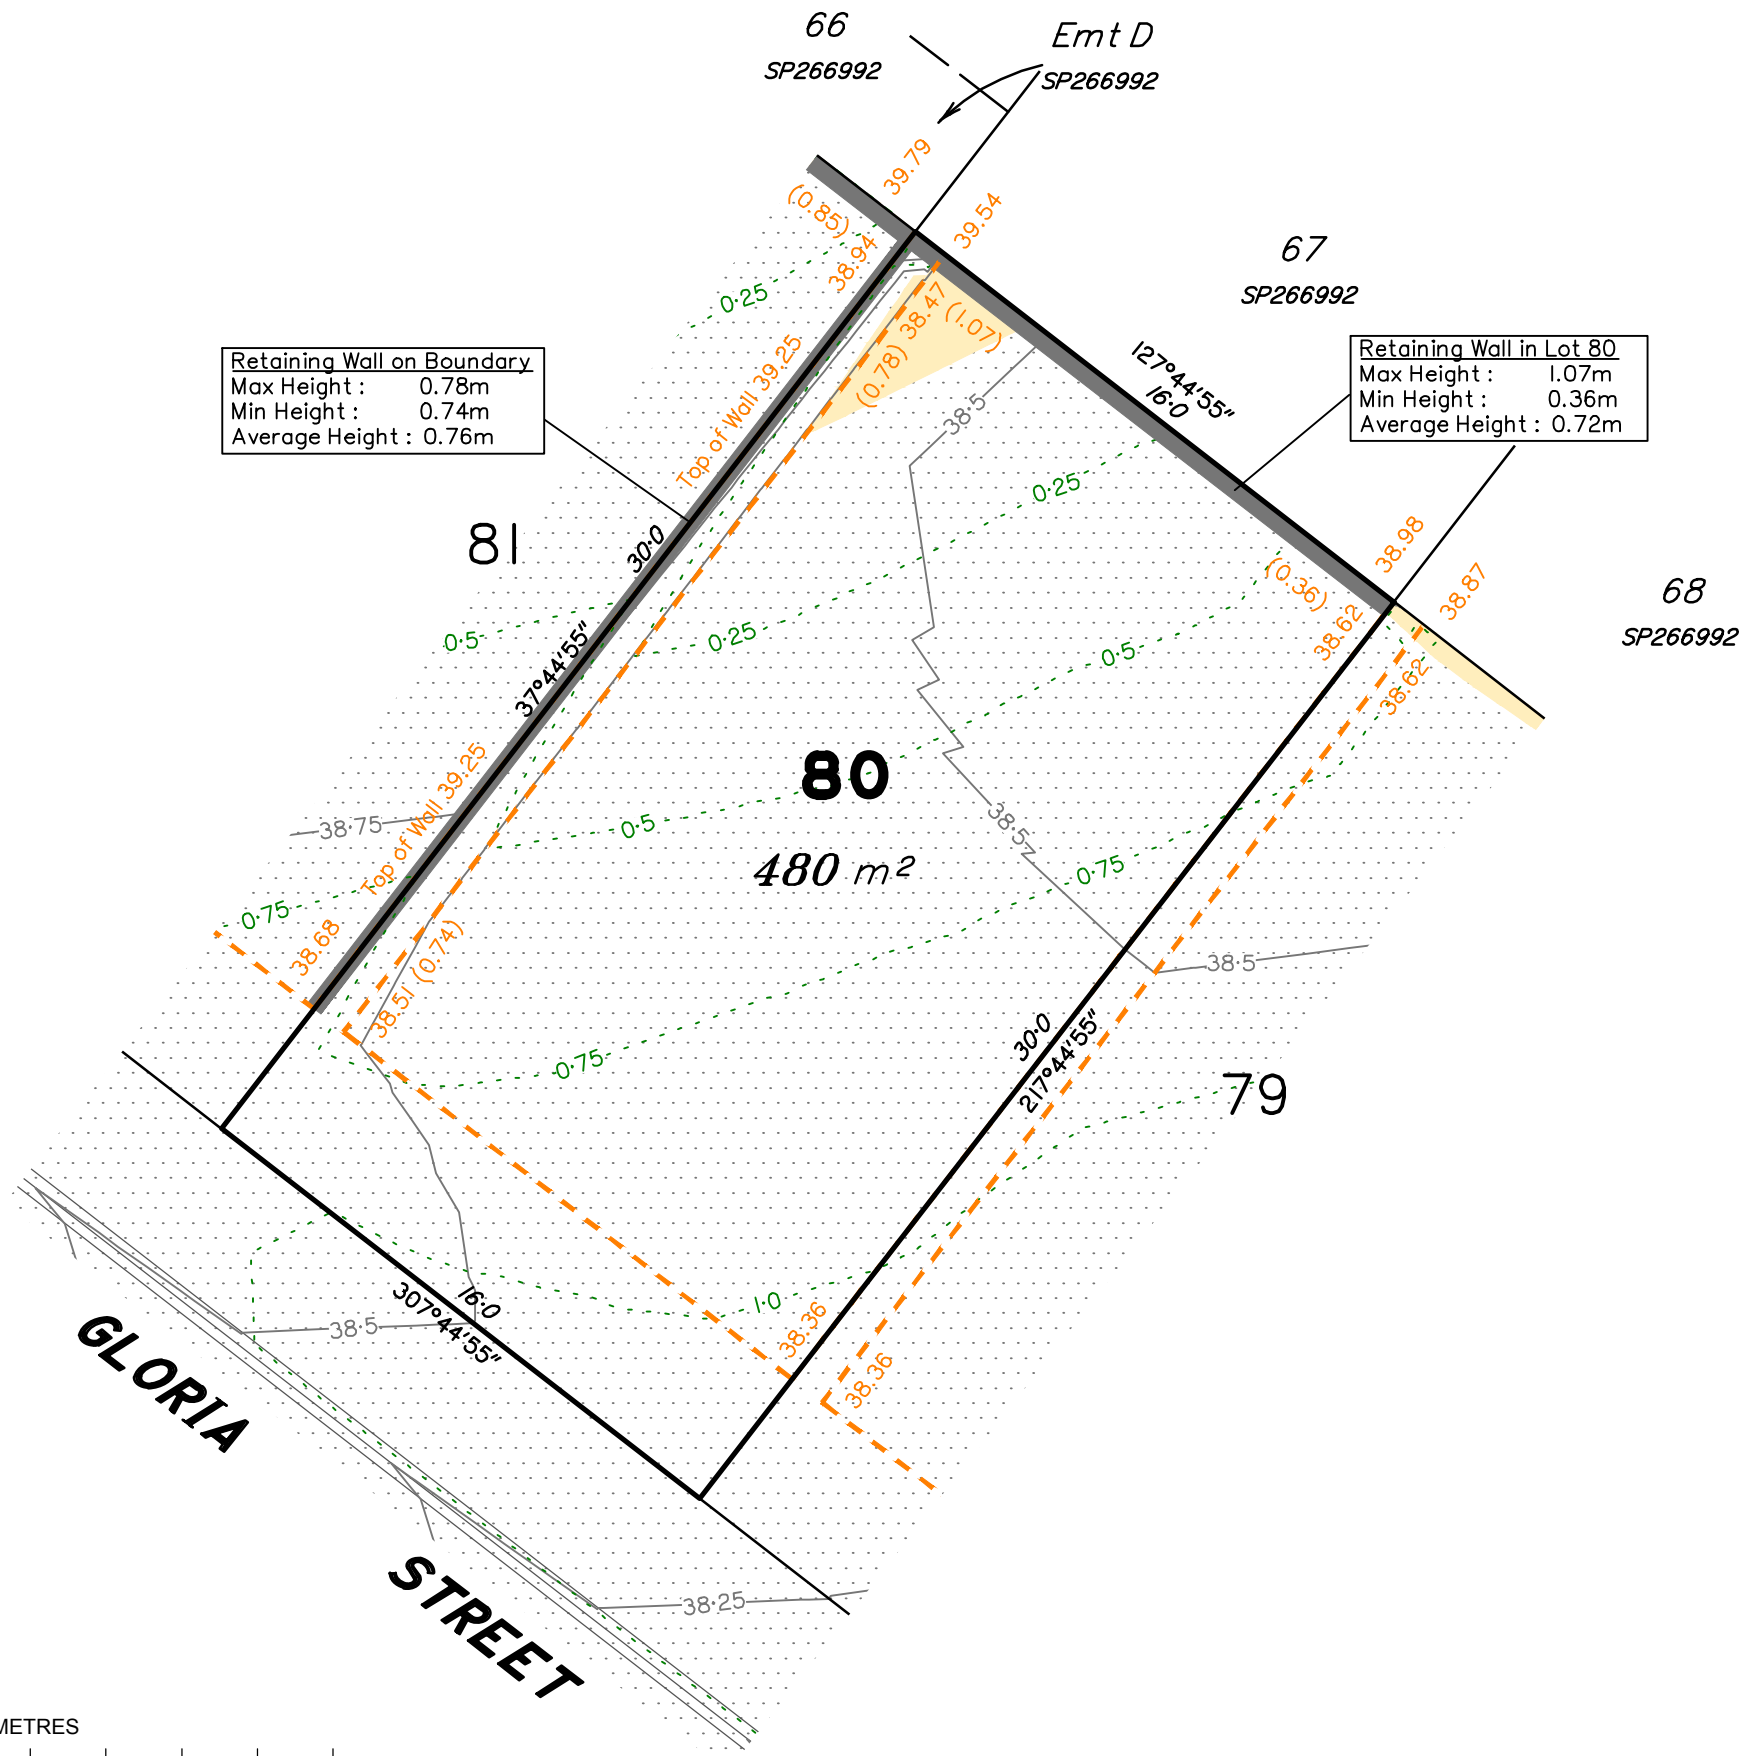 66
SP266992
Emt D
SP266992
39.79
39.54
(0.85)
38.94
67
SP266992
0·25
38.47
(1.07)
(0.78)
Top of Wall 39.25
127°44'55"
16·0
Retaining Wall on Boundary
Max Height : 0.78m
Min Height : 0.74m
Average Height : 0.76m
Retaining Wall in Lot 80
Max Height : 1.07m
Min Height : 0.36m
Average Height : 0.72m
38·5
0·25
81
30·0
38.98
(0.36)
38.87
68
SP266992
0·5
0·25
37°44'55"
0·5
38.62
38.62
80
Top of Wall 39.25
38·75
0·5
38·5
480 m²
0·75
0·75
38.68
38.51 (0.74)
38·5
0·75
30·0
217°44'55"
79
1·0
16·0
307°44'55"
38·5
38.36
38.36
GLORIA
STREET
38·25
METRES